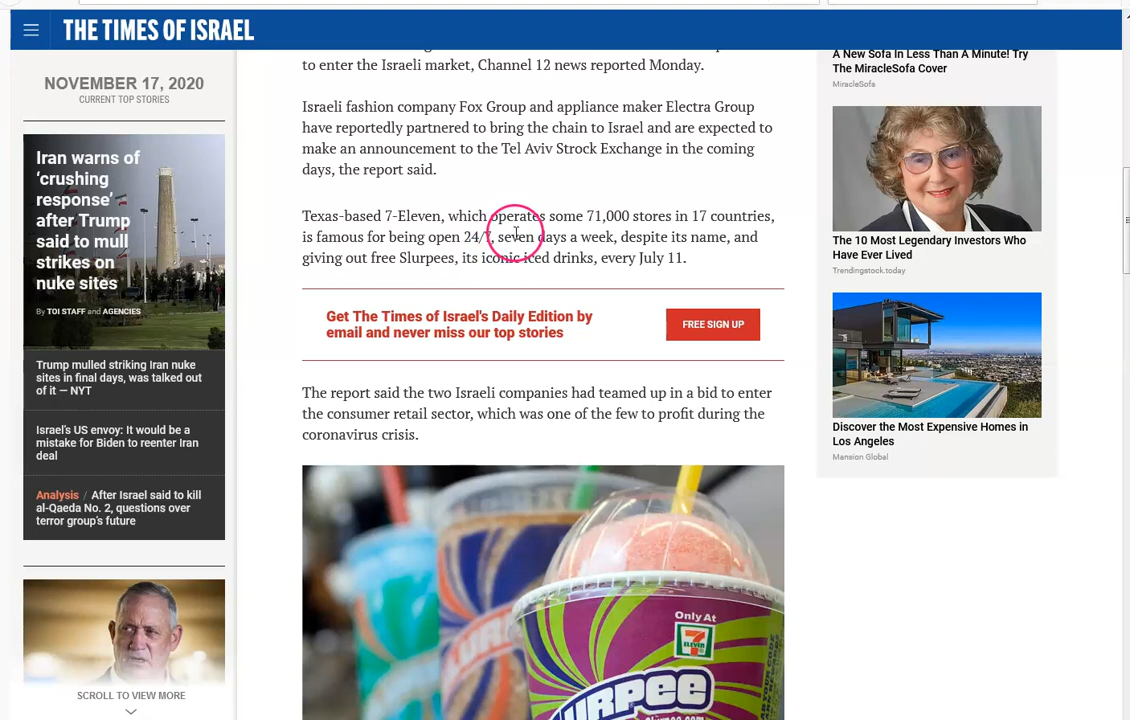 THE TIMES OF ISRAEL
NOVEMBER 17, 2020
CURRENT TOP STORIES
Iran warns of
‘crushing
response’
after Trump
said to mull
strikes on
nuke sites
By TOI STAFF and AGENCIES
Trump mulled striking Iran nuke
sites in final days, was talked out
of it — NYT
Israel’s US envoy: It would be a
mistake for Biden to reenter Iran
deal
Analysis / After Israel said to kill
al-Qaeda No. 2, questions over
terror group’s future
SCROLL TO VIEW MORE
to enter the Israeli market, Channel 12 news reported Monday.
Israeli fashion company Fox Group and appliance maker Electra Group
have reportedly partnered to bring the chain to Israel and are expected to
make an announcement to the Tel Aviv Strock Exchange in the coming
days, the report said.
Texas-based 7-Eleven, which operates some 71,000 stores in 17 countries,
is famous for being open 24/7, seven days a week, despite its name, and
giving out free Slurpees, its iconic iced drinks, every July 11.
Get The Times of Israel's Daily Edition by
email and never miss our top stories
FREE SIGN UP
The report said the two Israeli companies had teamed up in a bid to enter
the consumer retail sector, which was one of the few to profit during the
coronavirus crisis.
Only At
7
ELEVEN
URPEE
A New Sofa In Less Than A Minute! Try
The MiracleSofa Cover
MiracleSofa
The 10 Most Legendary Investors Who
Have Ever Lived
Trendingstock.today
Discover the Most Expensive Homes in
Los Angeles
Mansion Global